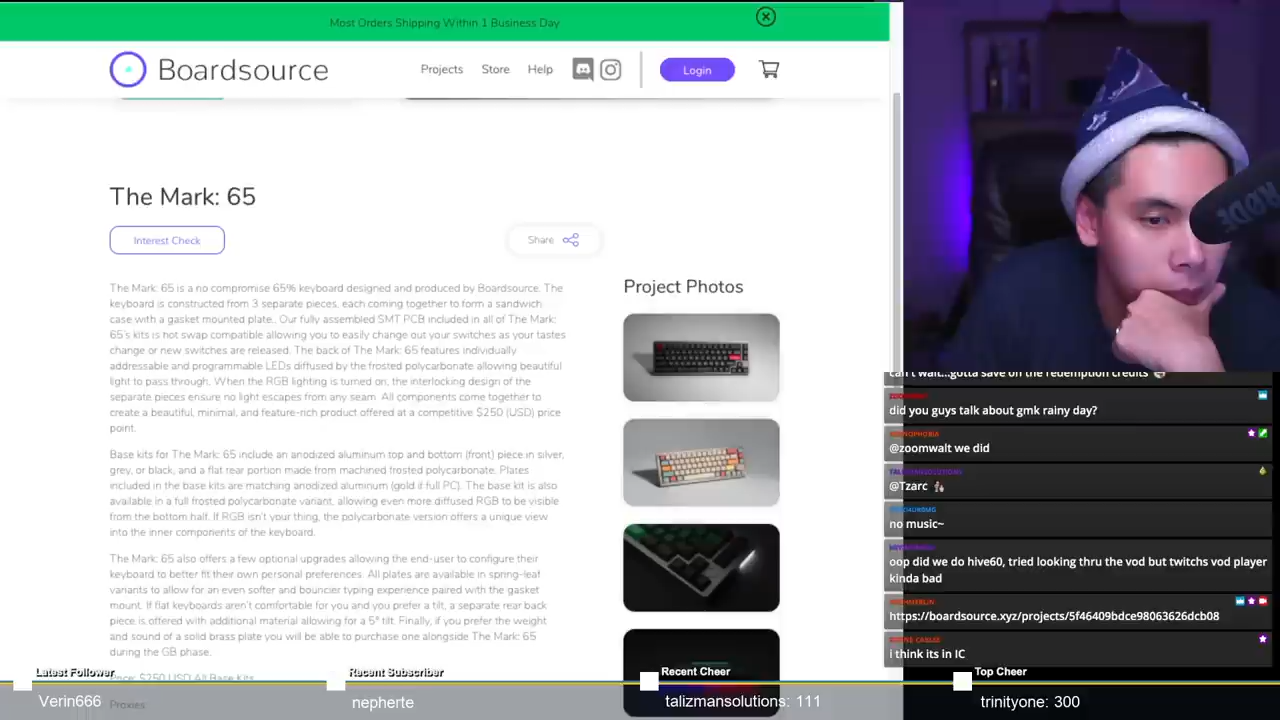 Most Orders Shipping Within 1 Business Day
Boardsource
Projects
Store
Help
Login
The Mark: 65
Interest Check
Share
The Mark: 65 is a no compromise 65% keyboard designed and produced by Boardsource. The
keyboard is constructed from 3 separate pieces, each coming together to form a sandwich
case with a gasket mounted plate.. Our fully assembled SMT PCB included in all of The Mark:
65's kits is hot swap compatible allowing you to easily change out your switches as your tastes
change or new switches are released. The back of The Mark: 65 features individually
addressable and programmable LEDs diffused by the frosted polycarbonate allowing beautiful
light to pass through. When the RGB lighting is turned on, the interlocking design of the
separate pieces ensure no light escapes from any seam. All components come together to
create a beautiful, minimal, and feature-rich product offered at a competitive $250 (USD) price
point.
Base kits for The Mark: 65 include an anodized aluminum top and bottom (front) piece in silver,
grey, or black, and a flat rear portion made from machined frosted polycarbonate. Plates
included in the base kits are matching anodized aluminum (gold if full PC). The base kit is also
available in a full frosted polycarbonate variant, allowing even more diffused RGB to be visible
from the bottom half. If RGB isn't your thing, the polycarbonate version offers a unique view
into the inner components of the keyboard.
The Mark: 65 also offers a few optional upgrades allowing the end-user to configure their
keyboard to better fit their own personal preferences. All plates are available in spring-leaf
variants to allow for an even softer and bouncier typing experience paired with the gasket
mount. If flat keyboards aren't comfortable for you and you prefer a tilt, a separate rear back
piece is offered with additional material allowing for a 5° tilt. Finally, if you prefer the weight
and sound of a solid brass plate you will be able to purchase one alongside The Mark: 65
during the GB phase.
Price: $250 USD All Base Kits
Proxies
Project Photos
RØDE
can't wait...gotta save on the redemption credits
did you guys talk about gmk rainy day?
@zoomwalt we did
@Tzarc
no music~
oop did we do hive60, tried looking thru the vod but twitchs vod player
kinda bad
https://boardsource.xyz/projects/5f46409bdce98063626dcb08
i think its in IC
Latest Follower
Verin666
Recent Subscriber
nepherte
Recent Cheer
talizmansolutions: 111
Top Cheer
trinityone: 300